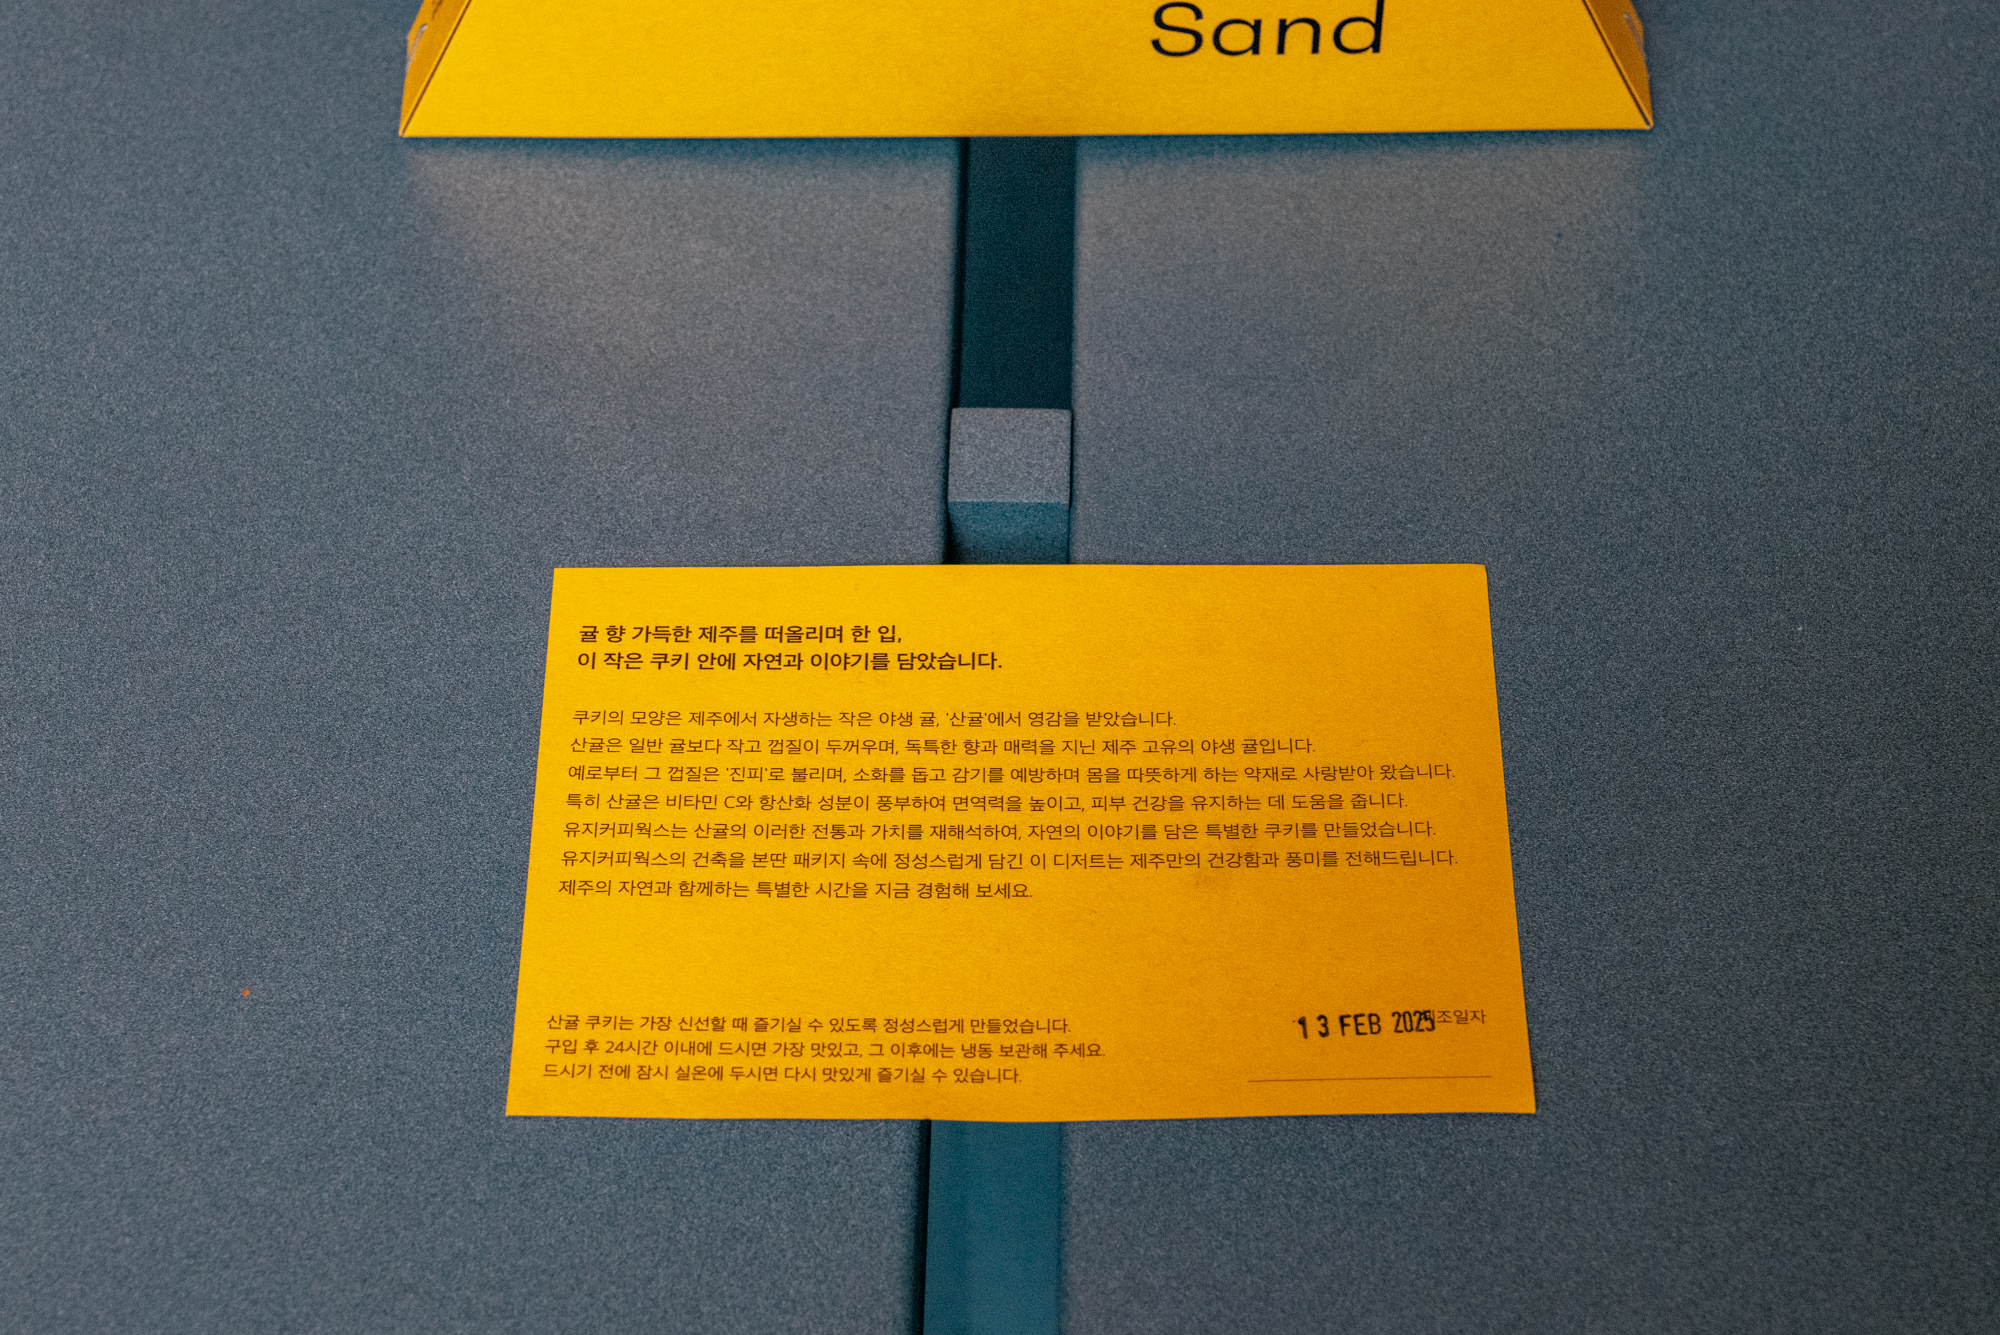 Sand
귤 향 가득한 제주를 떠올리며 한 입,
이 작은 쿠키 안에 자연과 이야기를 담았습니다.
쿠키의 모양은 제주에서 자생하는 작은 야생 귤, '산귤'에서 영감을 받았습니다.
산귤은 일반 귤보다 작고 껍질이 두꺼우며, 독특한 향과 매력을 지닌 제주 고유의 야생 귤입니다.
예로부터 그 껍질은 '진피'로 불리며, 소화를 돕고 감기를 예방하며 몸을 따뜻하게 하는 약재로 사랑받아 왔습니다.
특히 산귤은 비타민 C와 항산화 성분이 풍부하여 면역력을 높이고, 피부 건강을 유지하는 데 도움을 줍니다.
유지커피웍스는 산귤의 이러한 전통과 가치를 재해석하여, 자연의 이야기를 담은 특별한 쿠키를 만들었습니다.
유지커피웍스의 건축을 본딴 패키지 속에 정성스럽게 담긴 이 디저트는 제주만의 건강함과 풍미를 전해드립니다.
제주의 자연과 함께하는 특별한 시간을 지금 경험해 보세요.
산귤 쿠키는 가장 신선할 때 즐기실 수 있도록 정성스럽게 만들었습니다.
구입 후 24시간 이내에 드시면 가장 맛있고, 그 이후에는 냉동 보관해 주세요.
드시기 전에 잠시 실온에 두시면 다시 맛있게 즐기실 수 있습니다.
13 FEB 2025 제조일자